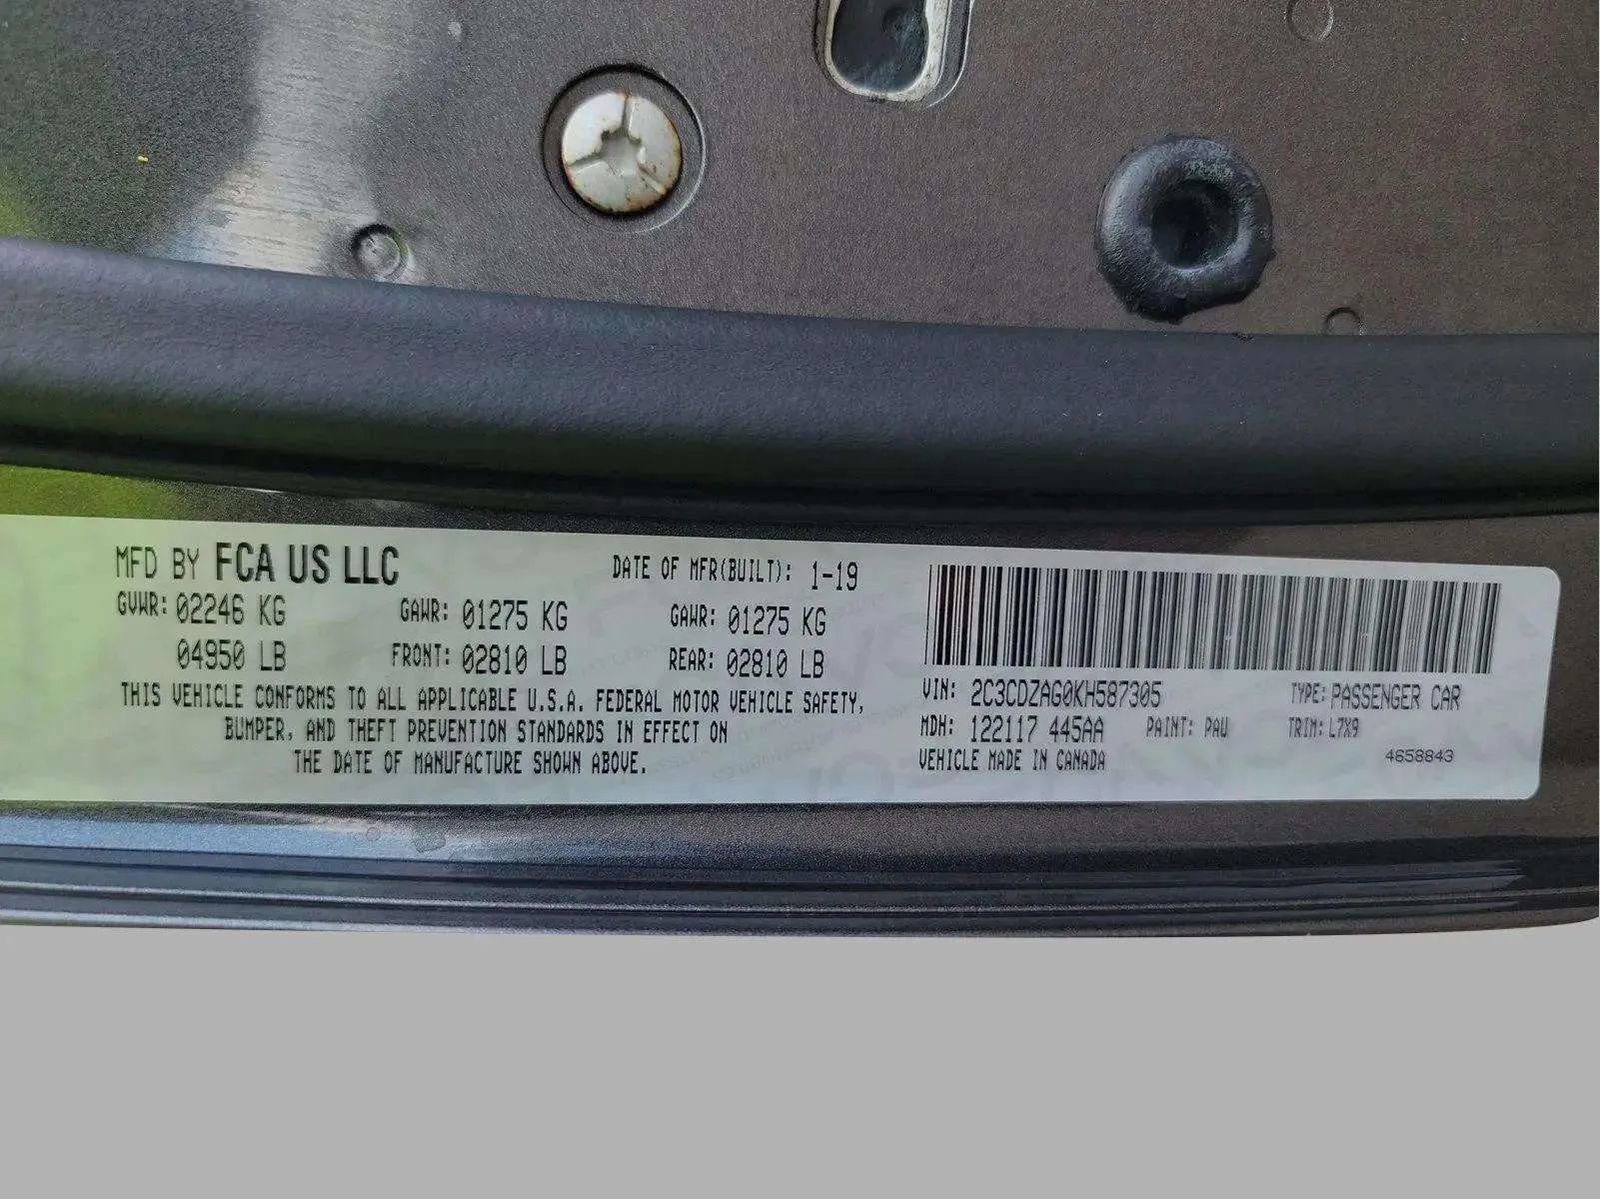 MFD BY FCA US LLC DATE OF MFR(BUILT): 1-19
GVWR: 02246 KG GAWR: 01275 KG GAWR: 01275 KG
04950 LB FRONT: 02810 LB REAR: 02810 LB
THIS VEHICLE CONFORMS TO ALL APPLICABLE U.S.A. FEDERAL MOTOR VEHICLE SAFETY,
BUMPER, AND THEFT PREVENTION STANDARDS IN EFFECT ON
THE DATE OF MANUFACTURE SHOWN ABOVE.
VIN: 2C3CDZAG0KH587305 TYPE: PASSENGER CAR
MDH: 122117 445AA PAINT: PAU TRIM: L7X9
VEHICLE MADE IN CANADA 4658843